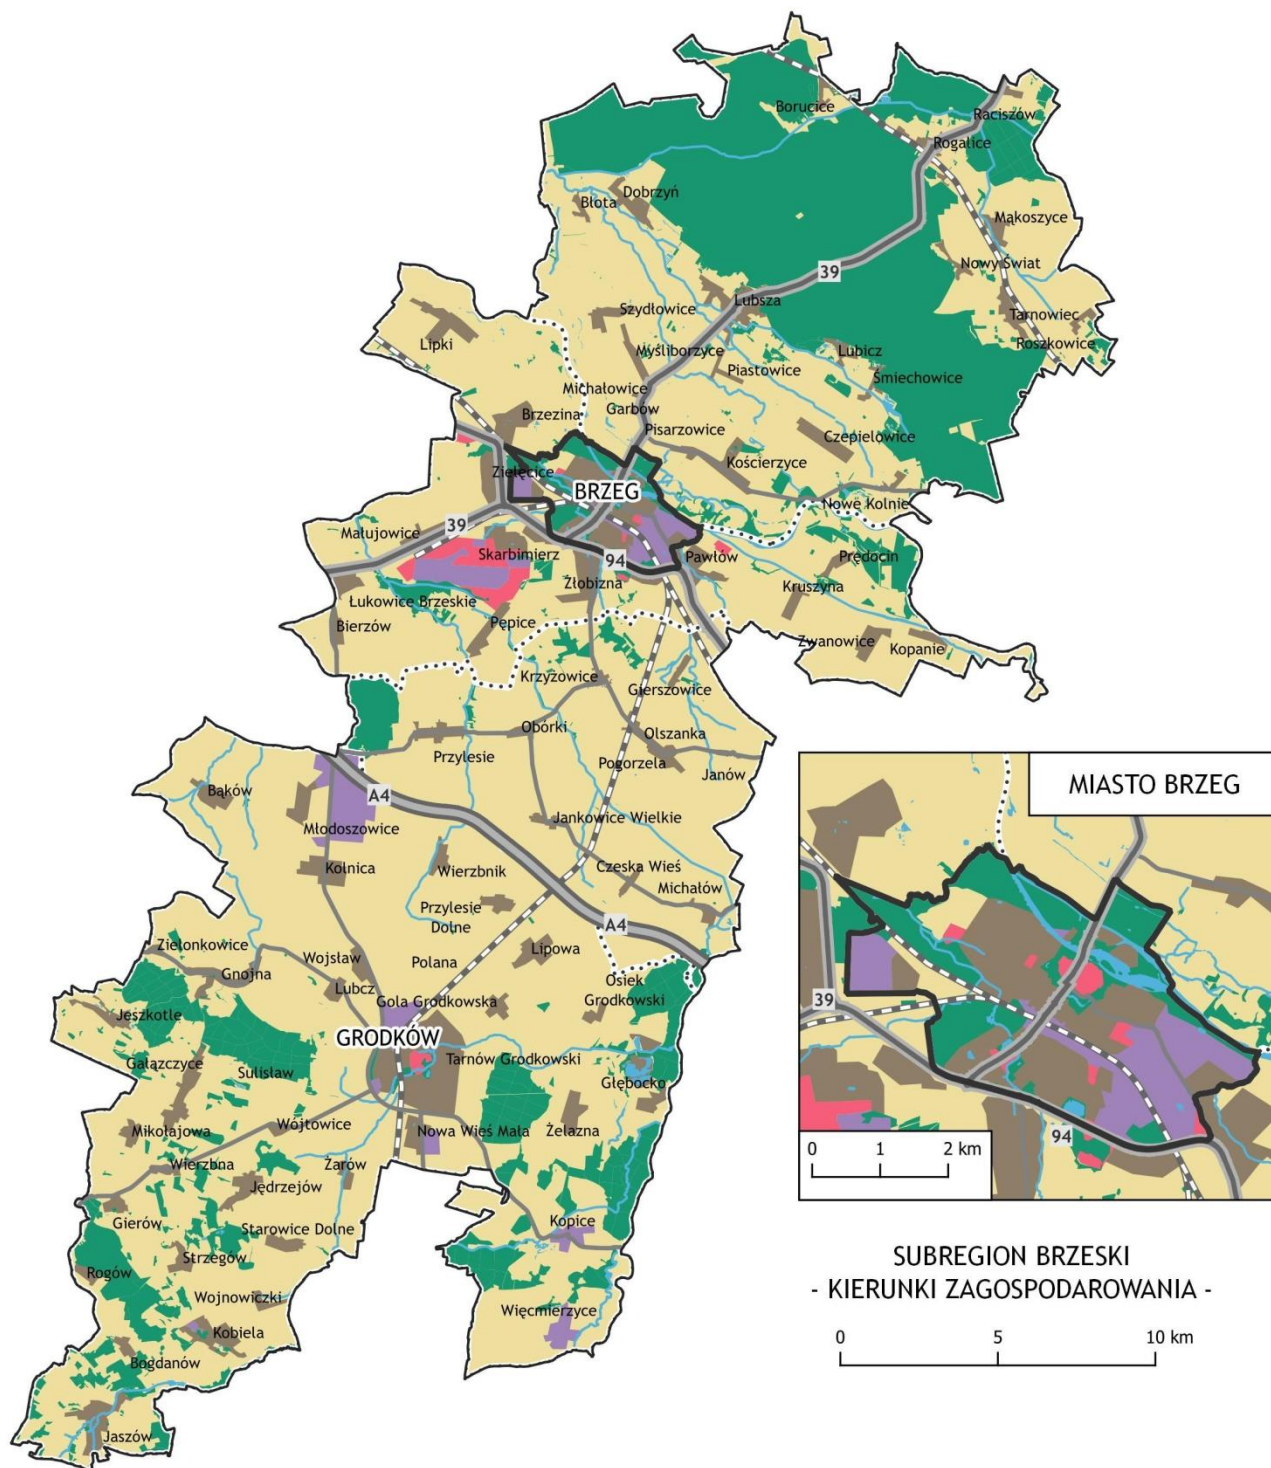 Borucice
Raciszów
Rogalice
Dobrzyń
Błota
Mąkoszyce
Nowy Świat
39
Szydłowice
Lubsza
Tarnowiec
Roszkowice
Lipki
Myśliborzyce
Lubicz
Piastowice
Śmiechowice
Michałowice
Garbów
Brzezina
Pisarzowice
Czepielowice
Kościerzyce
Zielęcice
BRZEG
Nowe Kolnie
39
Małujowice
Skarbimierz
94
Pawłów
Prędocin
Żłobizna
Kruszyna
Łukowice Brzeskie
Pępice
Bierzów
Zwanowice
Kopanie
Krzyżowice
Gierszowice
Obórki
Olszanka
Przylesie
Pogorzela
Janów
Bąków
A4
Młodoszowice
Jankowice Wielkie
Kolnica
Wierzbnik
Czeska Wieś
Michałów
Przylesie
Dolne
A4
Zielonkowice
Wojsław
Polana
Lipowa
Gnojna
Lubcz
Osiek
Grodkowski
Gola Grodkowska
Jeszkotle
GRODKÓW
Gałązczyce
Sulisław
Tarnów Grodkowski
Głębocko
Mikołajowa
Wójtowice
Nowa Wieś Mała
Żelazna
Wierzbna
Żarów
Jędrzejów
Gierów
Starowice Dolne
Kopice
Strzegów
Rogów
Wojnowiczki
Więcmierzyce
Kobiela
Bogdanów
Jaszów
MIASTO BRZEG
39
94
0 1 2 km
SUBREGION BRZESKI
- KIERUNKI ZAGOSPODAROWANIA -
0 5 10 km